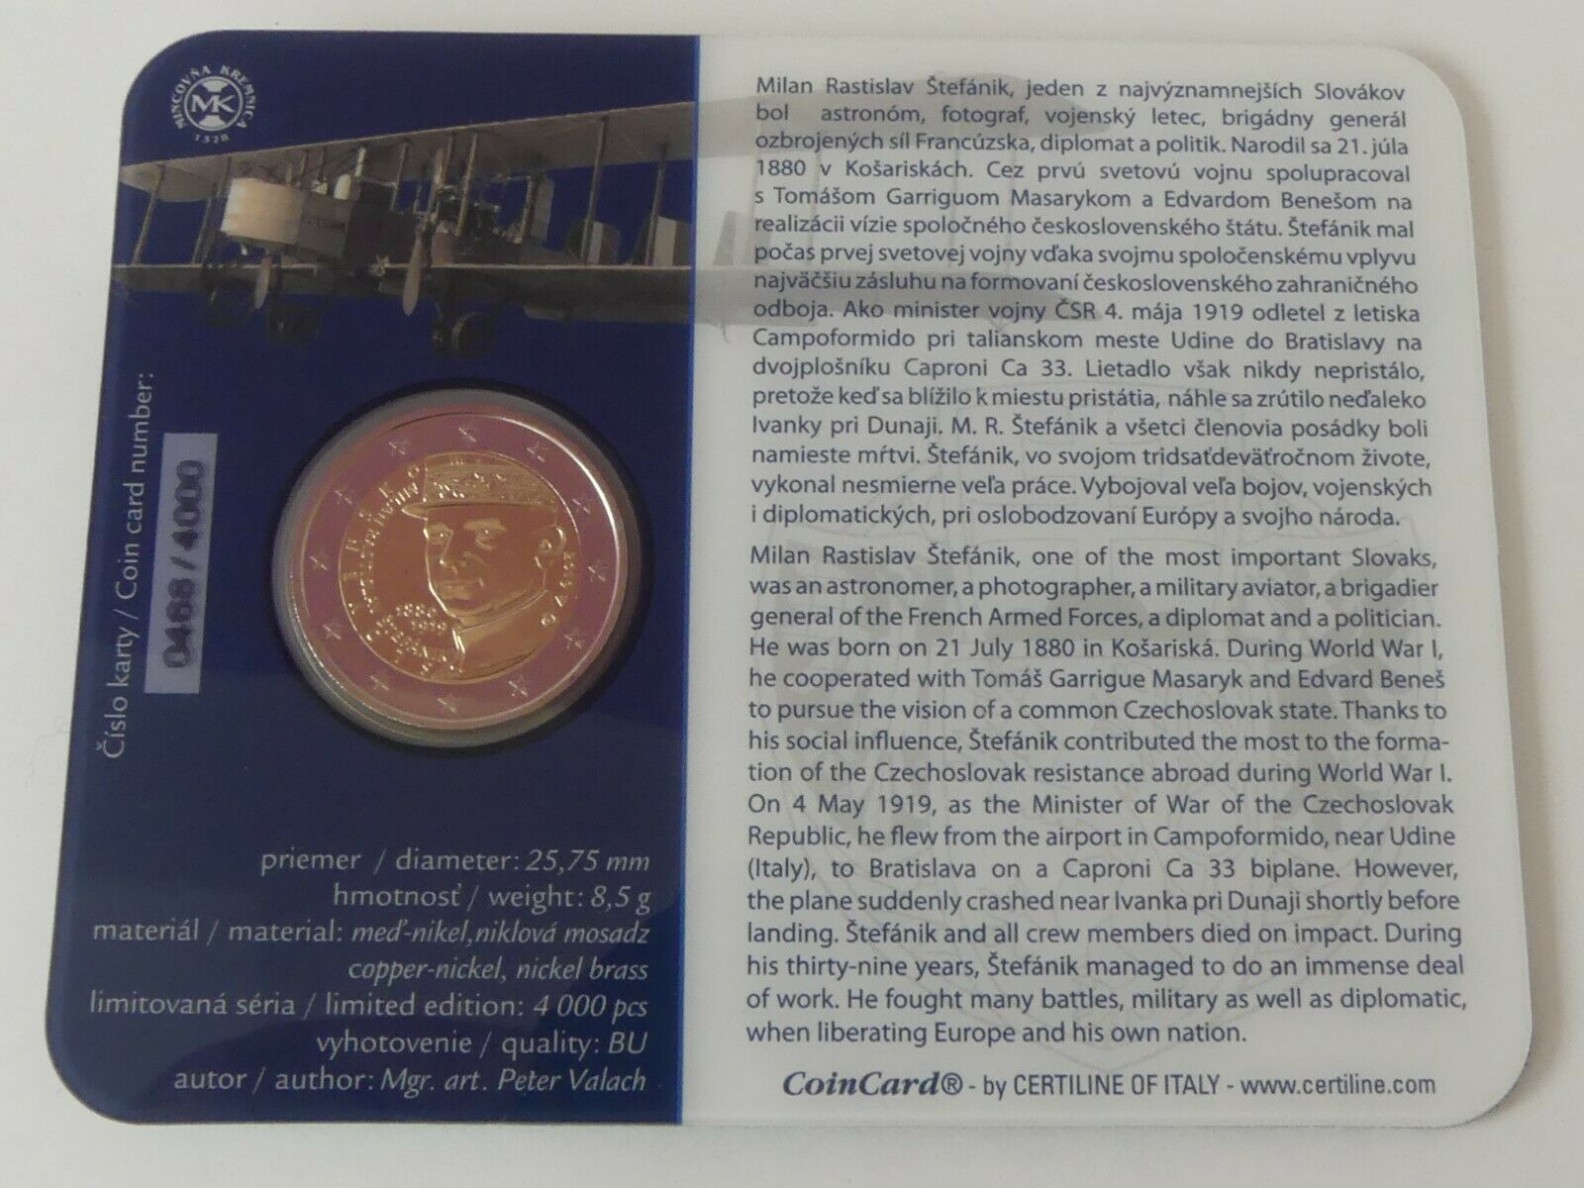 MINCOVŇA KREMNICA
MK
1328
Číslo karty / Coin card number:
0468 / 4000
MILAN RASTISLAV
ŠTEFÁNIK
1880
1919
SLOVENSKO
priemer / diameter: 25,75 mm
hmotnosť / weight: 8,5 g
materiál / material: meď-nikel,niklová mosadz
copper-nickel, nickel brass
limitovaná séria / limited edition: 4 000 pcs
vyhotovenie / quality: BU
autor / author: Mgr. art. Peter Valach
Milan Rastislav Štefánik, jeden z najvýznamnejších Slovákov
bol astronóm, fotograf, vojenský letec, brigádny generál
ozbrojených síl Francúzska, diplomat a politik. Narodil sa 21. júla
1880 v Košariskách. Cez prvú svetovú vojnu spolupracoval
s Tomášom Garriguom Masarykom a Edvardom Benešom na
realizácii vízie spoločného československého štátu. Štefánik mal
počas prvej svetovej vojny vďaka svojmu spoločenskému vplyvu
najväčšiu zásluhu na formovaní československého zahraničného
odboja. Ako minister vojny ČSR 4. mája 1919 odletel z letiska
Campoformido pri talianskom meste Udine do Bratislavy na
dvojplošníku Caproni Ca 33. Lietadlo však nikdy nepristálo,
pretože keď sa blížilo k miestu pristátia, náhle sa zrútilo neďaleko
Ivanky pri Dunaji. M. R. Štefánik a všetci členovia posádky boli
namieste mŕtvi. Štefánik, vo svojom tridsaťdeväťročnom živote,
vykonal nesmierne veľa práce. Vybojoval veľa bojov, vojenských
i diplomatických, pri oslobodzovaní Európy a svojho národa.
Milan Rastislav Štefánik, one of the most important Slovaks,
was an astronomer, a photographer, a military aviator, a brigadier
general of the French Armed Forces, a diplomat and a politician.
He was born on 21 July 1880 in Košariská. During World War I,
he cooperated with Tomáš Garrigue Masaryk and Edvard Beneš
to pursue the vision of a common Czechoslovak state. Thanks to
his social influence, Štefánik contributed the most to the forma-
tion of the Czechoslovak resistance abroad during World War I.
On 4 May 1919, as the Minister of War of the Czechoslovak
Republic, he flew from the airport in Campoformido, near Udine
(Italy), to Bratislava on a Caproni Ca 33 biplane. However,
the plane suddenly crashed near Ivanka pri Dunaji shortly before
landing. Štefánik and all crew members died on impact. During
his thirty-nine years, Štefánik managed to do an immense deal
of work. He fought many battles, military as well as diplomatic,
when liberating Europe and his own nation.
CoinCard® - by CERTILINE OF ITALY - www.certiline.com